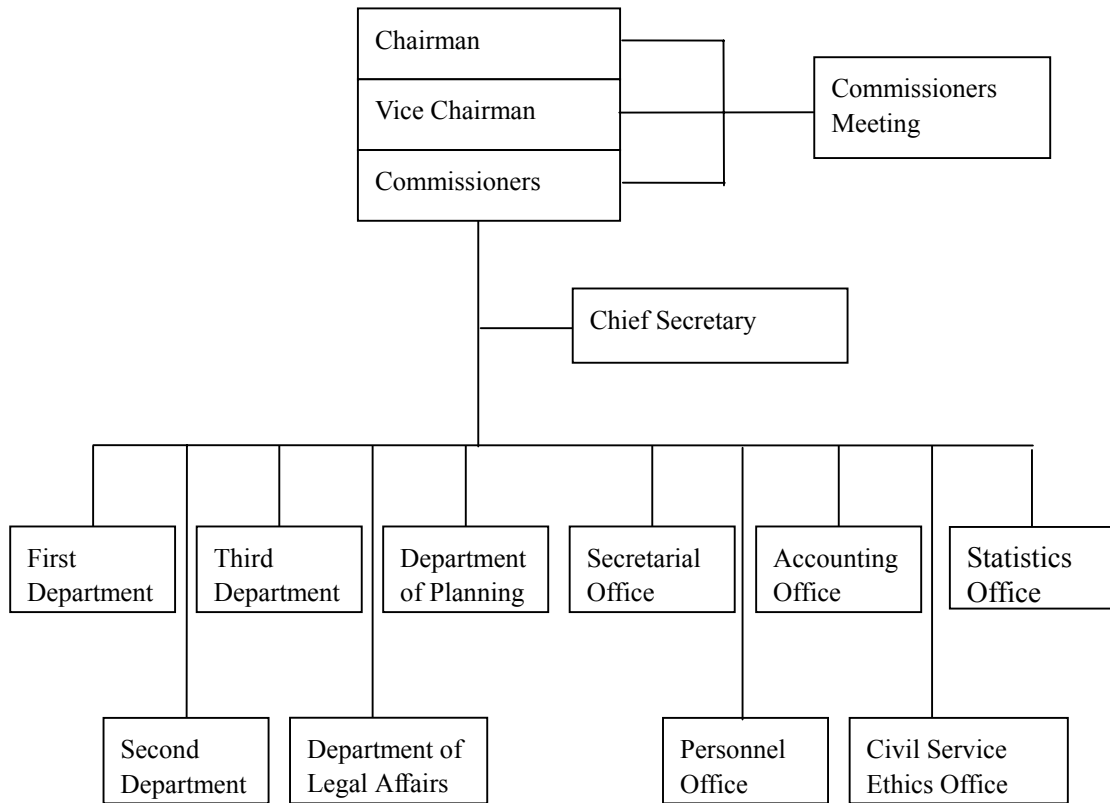 Chairman
Vice Chairman
Commissioners
Commissioners
Meeting
Chief Secretary
First
Department
Third
Department
Department
of Planning
Secretarial
Office
Accounting
Office
Statistics
Office
Second
Department
Department of
Legal Affairs
Personnel
Office
Civil Service
Ethics Office